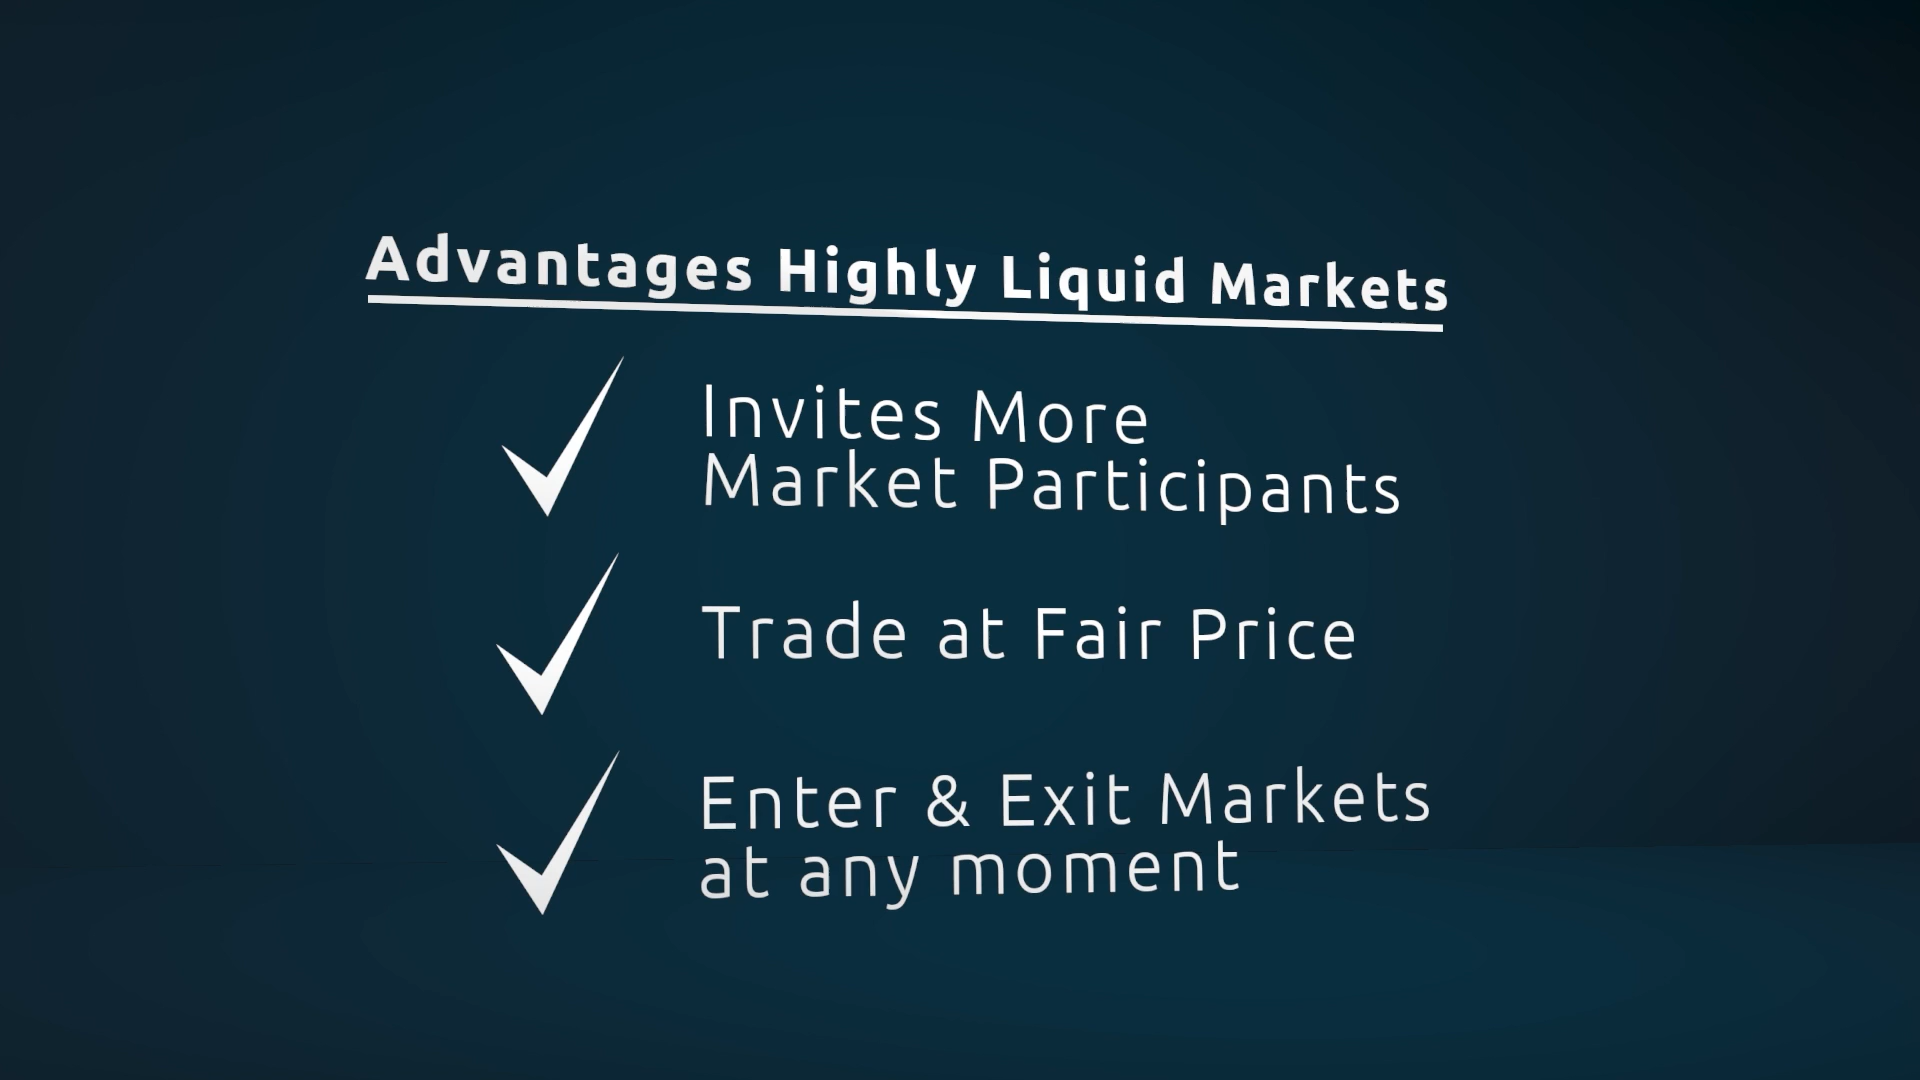 Advantages Highly Liquid Markets
Invites More
Market Participants
Trade at Fair Price
Enter & Exit Markets
at any moment